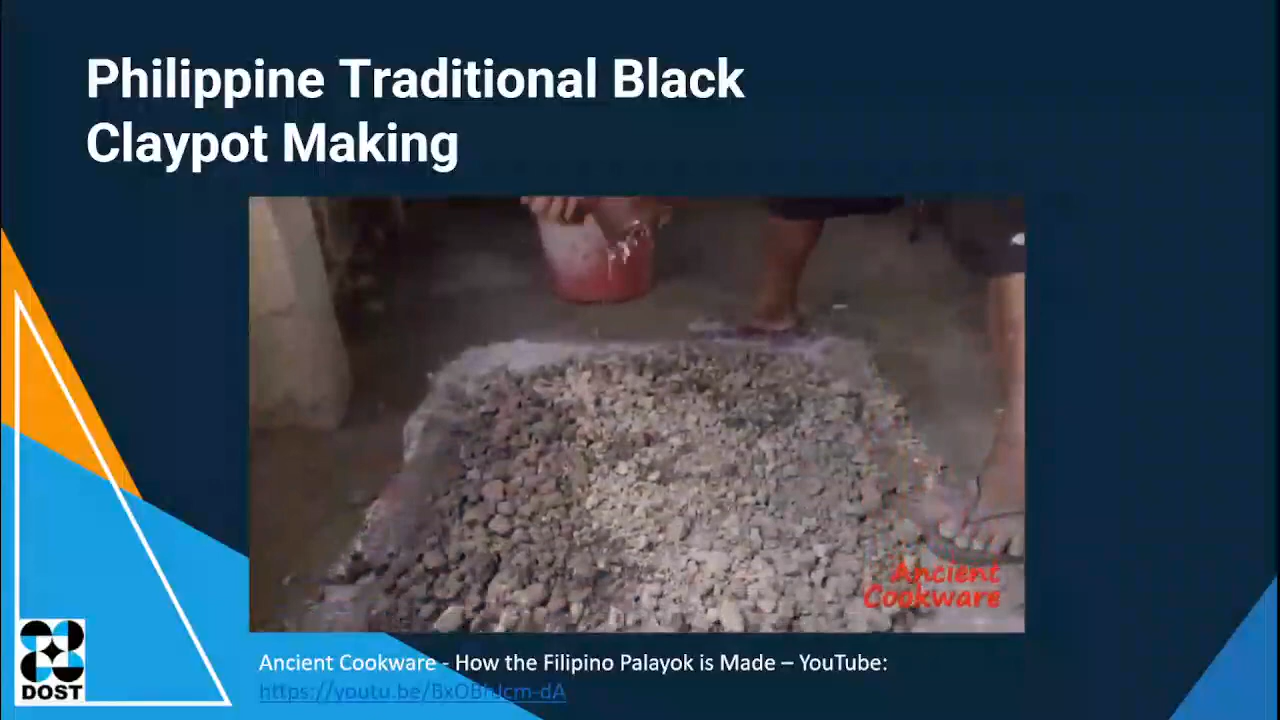 Philippine Traditional Black
Claypot Making
Ancient
Cookware
Ancient Cookware - How the Filipino Palayok is Made – YouTube:
DOST